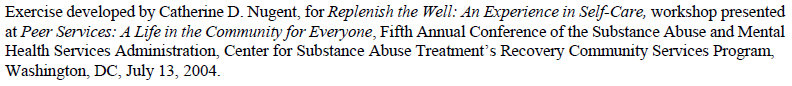 Exercise developed by Catherine D. Nugent, for Replenish the Well: An Experience in Self-Care, workshop presented
at Peer Services: A Life in the Community for Everyone, Fifth Annual Conference of the Substance Abuse and Mental
Health Services Administration, Center for Substance Abuse Treatment’s Recovery Community Services Program,
Washington, DC, July 13, 2004.